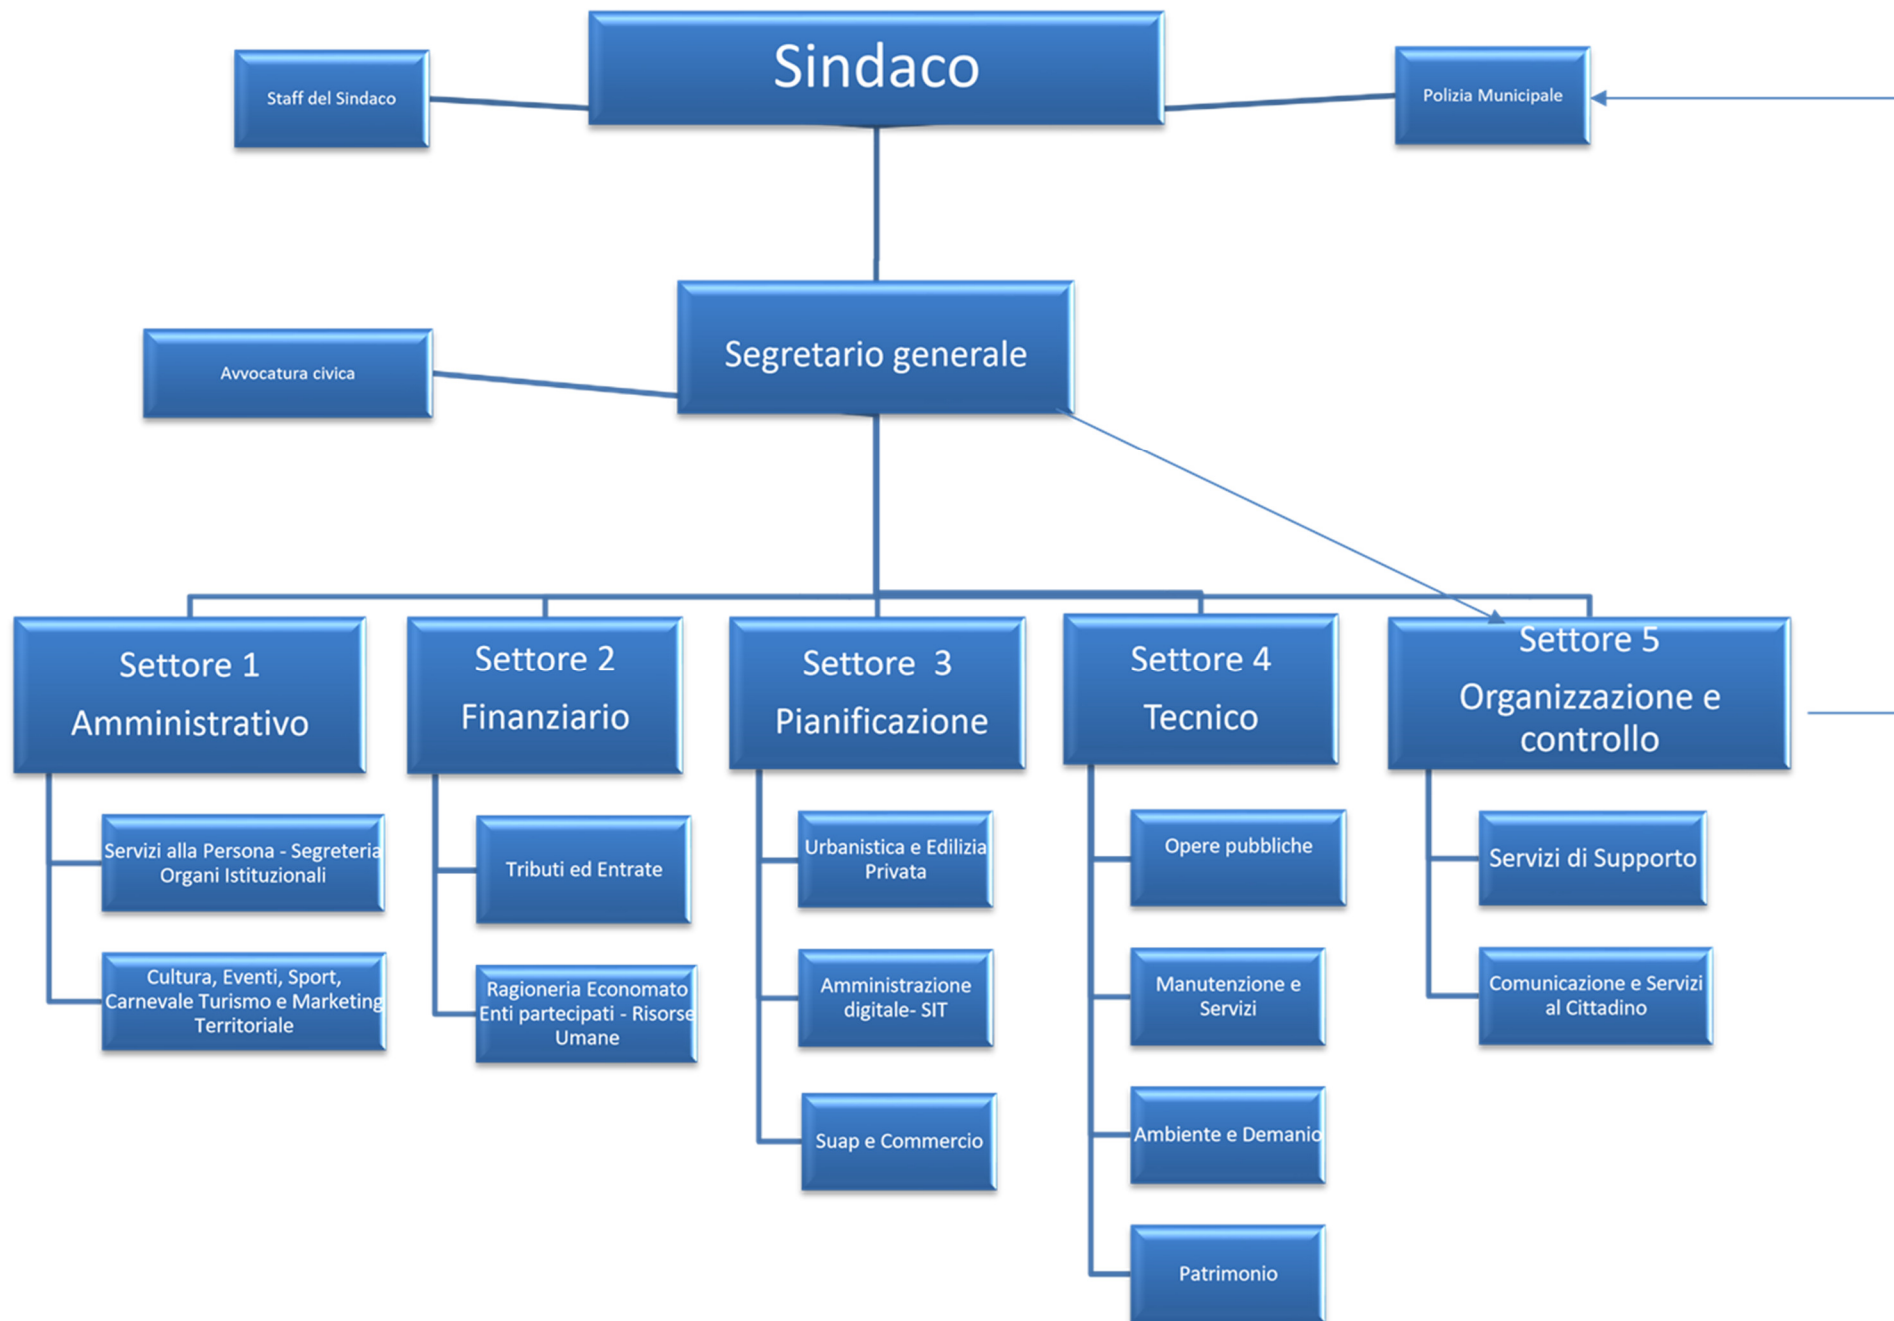 Sindaco
Staff del Sindaco
Polizia Municipale
Segretario generale
Avvocatura civica
Settore 1
Amministrativo
Servizi alla Persona - Segreteria
Organi Istituzionali
Cultura, Eventi, Sport,
Carnevale Turismo e Marketing
Territoriale
Settore 2
Finanziario
Tributi ed Entrate
Ragioneria Economato
Enti partecipati - Risorse
Umane
Settore 3
Pianificazione
Urbanistica e Edilizia
Privata
Amministrazione
digitale- SIT
Suap e Commercio
Settore 4
Tecnico
Opere pubbliche
Manutenzione e
Servizi
Ambiente e Demanio
Patrimonio
Settore 5
Organizzazione e
controllo
Servizi di Supporto
Comunicazione e Servizi
al Cittadino